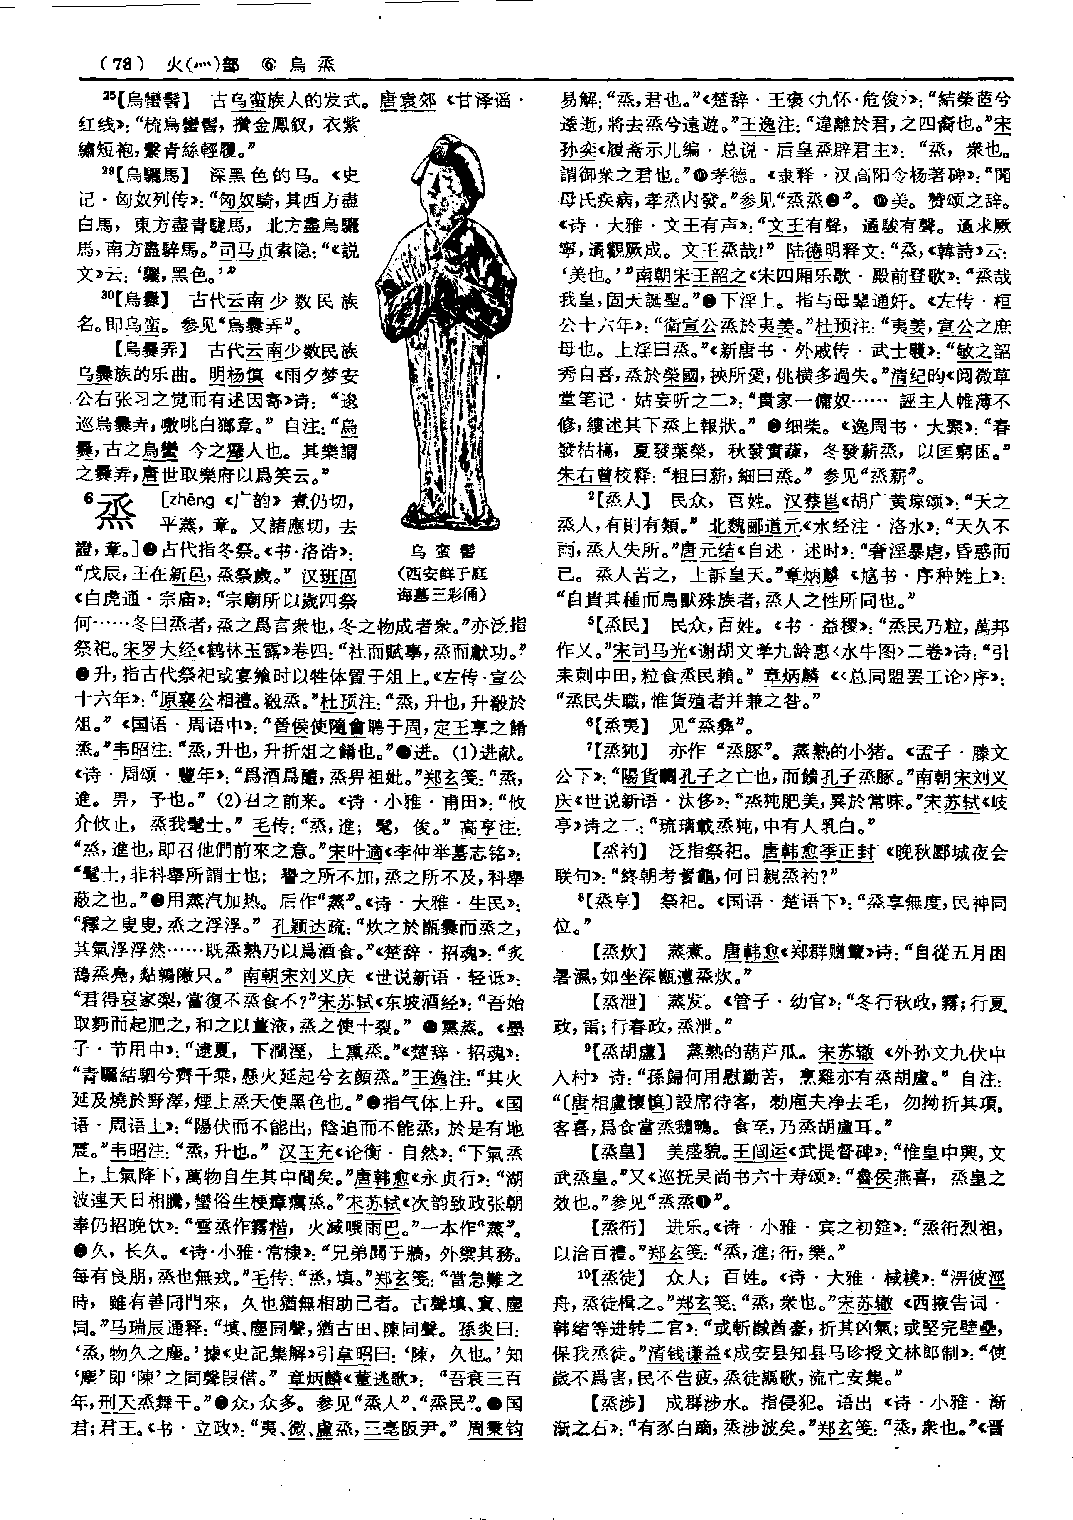 （78） 火(灬)部 ⑥ 烏 烝
²⁵【烏蠻髻】 古乌蛮族人的发式。唐袁郊《甘泽谣·
红线》：“梳烏蠻髻，攢金鳳釵，衣紫
繡短袍，繫青絲輕履。”
²⁹【烏驪馬】 深黑色的马。《史
记·匈奴列传》：“匈奴騎，其西方盡
白馬，東方盡青駹馬，北方盡烏驪
馬，南方盡騂馬。”司马贞索隐：“《説
文》云：‘驪，黑色。’”
³⁰【烏爨】 古代云南少数民族
名。即乌蛮。参见“烏爨弄”。
【烏爨弄】 古代云南少数民族
乌爨族的乐曲。明杨慎《雨夕梦安
公右张习之觉而有述因寄》诗：“逡
巡烏爨弄，嗷咷白狼章。”自注：“烏
爨，古之烏蠻 今之玀人也。其樂謂
之爨弄，唐世取樂府以爲笑云。”
乌蛮髻
（西安鲜于庭
诲墓三彩俑）
⁶烝 ［zhēng《广韵》煮仍切，
平蒸，章。又諸應切，去
證，章。］❶古代指冬祭。《书·洛诰》：
“戊辰，王在新邑，烝祭歲。”汉班固
《白虎通·宗庙》：“宗廟所以歲四祭
何……冬曰烝者，烝之爲言衆也，冬之物成者衆。”亦泛指
祭祀。宋罗大经《鹤林玉露》卷四：“社而賦事，烝而獻功。”
❷升，指古代祭祀或宴飨时以牲体置于俎上。《左传·宣公
十六年》：“原襄公相禮。殽烝。”杜预注：“烝，升也，升殽於
俎。”《国语·周语中》：“晉侯使隨會聘于周，定王享之餚
烝。”韦昭注：“烝，升也，升折俎之餚也。”❸进。(1)进献。
《诗·周颂·豐年》：“爲酒爲醴，烝畀祖妣。”郑玄笺：“烝，
進。畀，予也。”(2)召之前来。《诗·小雅·甫田》：“攸
介攸止，烝我髦士。”毛传：“烝，進；髦，俊。”高亨注：
“烝，進也，即召他們前來之意。”宋叶適《李仲举墓志铭》：
“髦士，非科舉所謂士也；譽之所不加，烝之所不及，科舉
蔽之也。”❹用蒸汽加热。后作“蒸”。《诗·大雅·生民》：
“釋之叟叟，烝之浮浮。”孔颖达疏：“炊之於甑爨而烝之，
其氣浮浮然……既烝熟乃以爲酒食。”《楚辞·招魂》：“炙
鴰烝鳧，煔鶉敶只。”南朝宋刘义庆《世说新语·轻诋》：
“君得哀家梨，當復不烝食不？”宋苏轼《东坡酒经》：“吾始
取麪而起肥之，和之以薑液，烝之使十裂。”❺熏蒸。《墨
子·节用中》：“逮夏，下潤溼，上熏烝。”《楚辞·招魂》：
“青驪結駟兮齊千乘，懸火延起兮玄顔烝。”王逸注：“其火
延及燒於野澤，煙上烝天使黑色也。”❻指气体上升。《国
语·周语上》：“陽伏而不能出，陰迫而不能烝，於是有地
震。”韦昭注：“烝，升也。”汉王充《论衡·自然》：“下氣烝
上，上氣降下，萬物自生其中間矣。”唐韩愈《永贞行》：“湖
波連天日相騰，蠻俗生梗瘴癘烝。”宋苏轼《次韵致政张朝
奉仍招晚饮》：“雲烝作霧楷，火滅噀雨巴。”一本作“蒸”。
❼久，长久。《诗·小雅·常棣》：“兄弟鬩于牆，外禦其務。
每有良朋，烝也無戎。”毛传：“烝，填。”郑玄笺：“當急難之
時，雖有善同門來，久也猶無相助己者。古聲填、寘、塵
同。”马瑞辰通释：“填、塵同聲，猶古田、陳同聲。孫炎曰：
‘烝，物久之塵。’據《史記集解》引韋昭曰：‘陳，久也。’知
‘塵’即‘陳’之同聲叚借。”章炳麟《董逃歌》：“吾衰三百
年，刑天烝舞干。”❽众，众多。参见“烝人”、“烝民”。❾国
君；君王。《书·立政》：“夷、微、盧烝，三亳阪尹。”周秉钧
易解：“烝，君也。”《楚辞·王褒〈九怀·危俊〉》：“結榮茝兮
逶逝，將去烝兮遠遊。”王逸注：“違離於君，之四裔也。”宋
孙奕《履斋示儿编·总说·后皇烝辟君主》：“烝，衆也。
謂御衆之君也。”❿孝德。《隶释·汉高阳令杨著碑》：“聞
母氏疾病，孝烝内發。”参见“烝烝❷”。⓫美。赞颂之辞。
《诗·大雅·文王有声》：“文王有聲，遹駿有聲。遹求厥
寧，遹觀厥成。文王烝哉！”陆德明释文：“烝，《韓詩》云：
‘美也。’”南朝宋王韶之《宋四厢乐歌·殿前登歌》：“烝哉
我皇，固天誕聖。”⓬下淫上。指与母辈通奸。《左传·桓
公十六年》：“衛宣公烝於夷姜。”杜预注：“夷姜，宣公之庶
母也。上淫曰烝。”《新唐书·外戚传·武士彠》：“敏之韶
秀自喜，烝於榮國，挾所愛，佻橫多過失。”清纪昀《阅微草
堂笔记·姑妄听之二》：“貴家一傭奴…… 誣主人帷薄不
修，縷述其下烝上報狀。”⓭细柴。《逸周书·大聚》：“春
發枯槁，夏發葉榮，秋發實蔬，冬發薪烝，以匡窮困。”
朱右曾校释：“粗曰薪，細曰烝。”参见“烝薪”。
²【烝人】 民众，百姓。汉蔡邕《胡广黄琼颂》：“天之
烝人，有則有類。”北魏郦道元《水经注·洛水》：“天久不
雨，烝人失所。”唐元结《自述·述时》：“奢淫暴虐，昏惑而
已。烝人苦之，上訴皇天。”章炳麟《訄书·序种姓上》：
“自貴其種而鳥獸殊族者，烝人之性所同也。”
⁵【烝民】 民众，百姓。《书·益稷》：“烝民乃粒，萬邦
作乂。”宋司马光《谢胡文学九龄惠〈水牛图〉二卷》诗：“引
耒刺中田，粒食烝民賴。”章炳麟《〈总同盟罢工论〉序》：
“烝民失職，惟貨殖者并兼之咎。”
⁶【烝夷】 见“烝彝”。
⁷【烝㹠】 亦作“烝豚”。蒸熟的小猪。《孟子·滕文
公下》：“陽貨矙孔子之亡也，而饋孔子烝豚。”南朝宋刘义
庆《世说新语·汰侈》：“烝㹠肥美，異於常味。”宋苏轼《岐
亭》诗之二：“琉璃載烝㹠，中有人乳白。”
【烝礿】 泛指祭祀。唐韩愈李正封《晚秋郾城夜会
联句》：“終朝考蓍龜，何日親烝礿？”
⁸【烝享】 祭祀。《国语·楚语下》：“烝享無度，民神同
位。”
【烝炊】 蒸煮。唐韩愈《郑群赠簟》诗：“自從五月困
暑濕，如坐深甑遭烝炊。”
【烝泄】 蒸发。《管子·幼官》：“冬行秋政，霧；行夏
政，雷；行春政，烝泄。”
⁹【烝胡盧】 蒸熟的葫芦瓜。宋苏辙《外孙文九伏中
入村》诗：“孫歸何用慰勤苦，烹雞亦有烝胡盧。”自注：
“〔唐相盧懷慎〕設席待客，勑庖夫净去毛，勿拗折其項。
客喜，爲食當烝鵝鴨。食至，乃烝胡盧耳。”
【烝皇】 美盛貌。王闿运《武提督碑》：“惟皇中興，文
武烝皇。”又《巡抚吴尚书六十寿颂》：“魯侯燕喜，烝皇之
效也。”参见“烝烝❶”。
【烝衎】 进乐。《诗·小雅·宾之初筵》：“烝衎烈祖，
以洽百禮。”郑玄笺：“烝，進；衎，樂。”
¹⁰【烝徒】 众人；百姓。《诗·大雅·棫樸》：“淠彼涇
舟，烝徒楫之。”郑玄笺：“烝，衆也。”宋苏辙《西掖告词·
韩绪等进转二官》：“或斬馘酋豪，折其凶氣；或堅完壁壘，
保我烝徒。”清钱谦益《成安县知县马珍授文林郎制》：“使
歲不爲害，民不告疲，烝徒謳歌，流亡安集。”
【烝涉】 成群涉水。指侵犯。语出《诗·小雅·渐
渐之石》：“有豕白蹢，烝涉波矣。”郑玄笺：“烝，衆也。”《晋